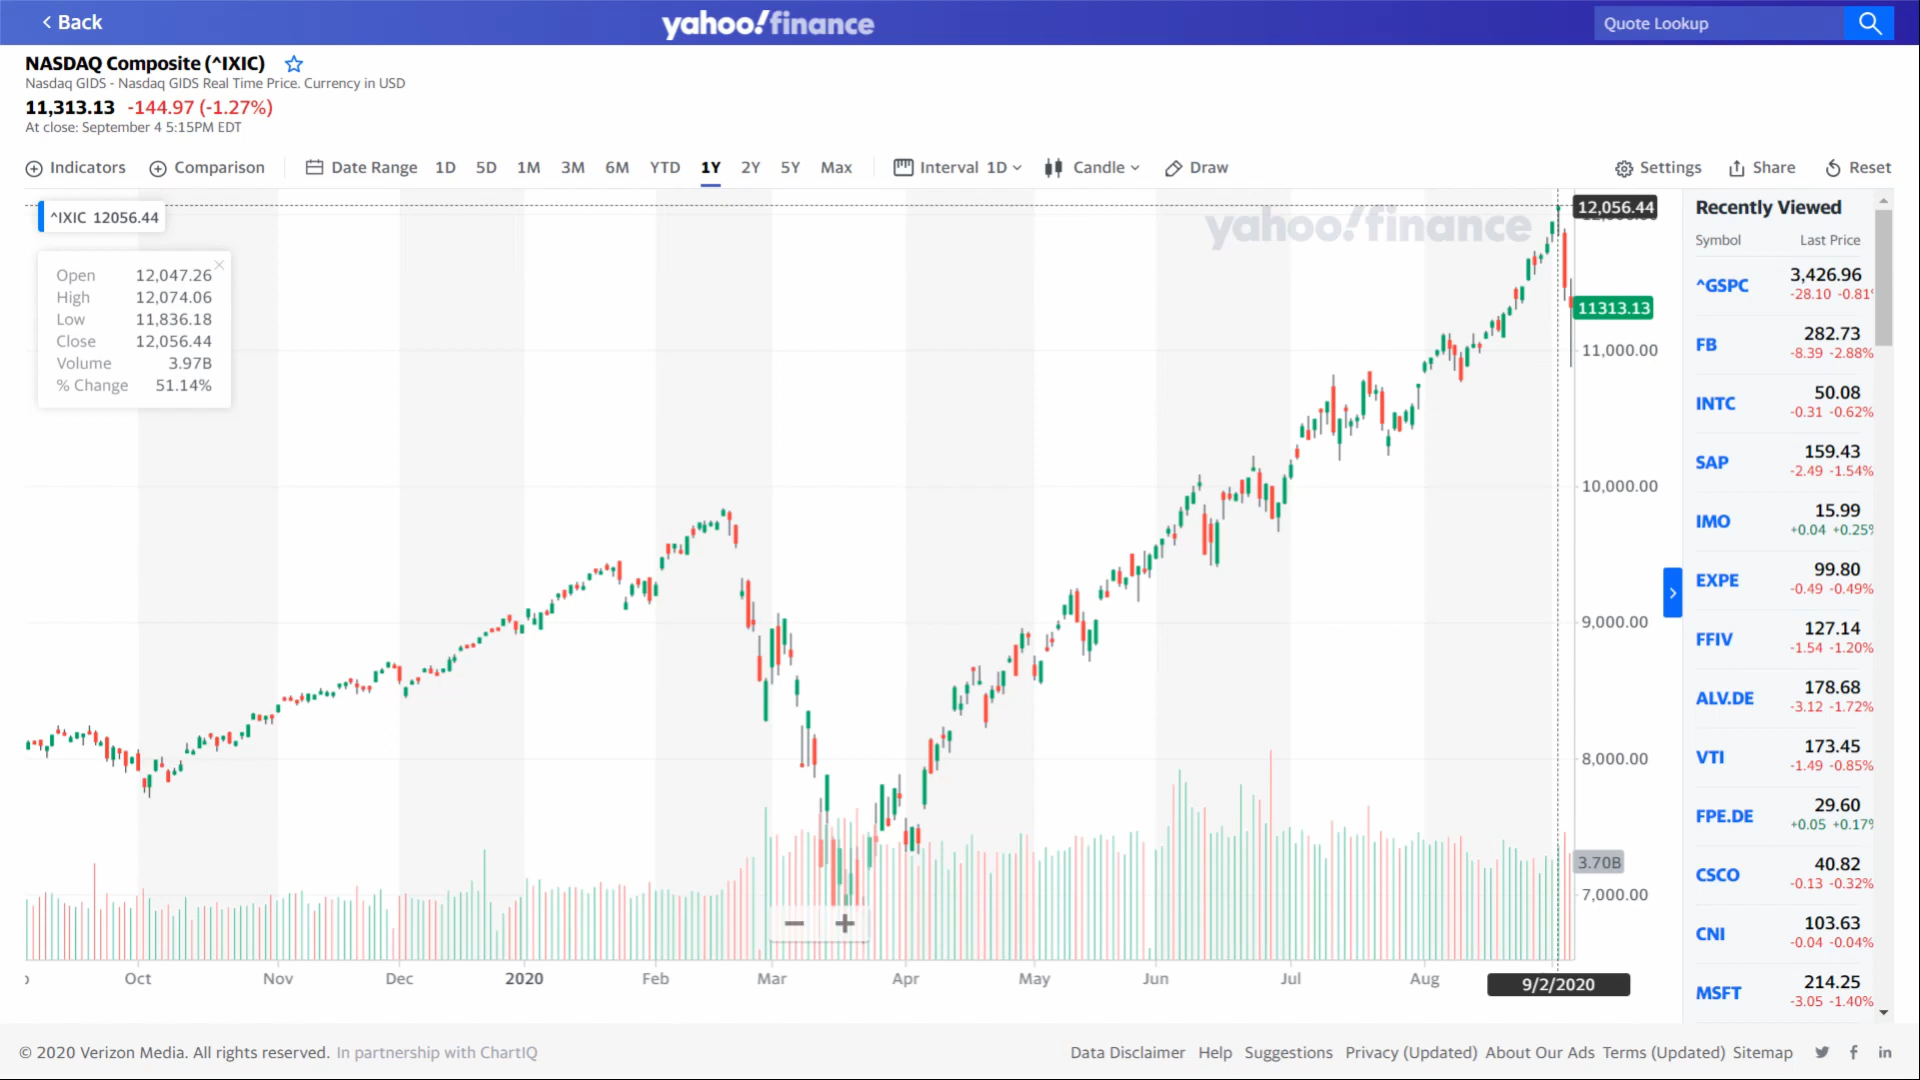 Back
yahoo!finance
Quote Lookup
NASDAQ Composite (^IXIC)
Nasdaq GIDS - Nasdaq GIDS Real Time Price. Currency in USD
11,313.13 -144.97 (-1.27%)
At close: September 4 5:15PM EDT
Indicators Comparison Date Range 1D 5D 1M 3M 6M YTD 1Y 2Y 5Y Max Interval 1D Candle Draw Settings Share Reset
^IXIC 12056.44
Open 12,047.26
High 12,074.06
Low 11,836.18
Close 12,056.44
Volume 3.97B
% Change 51.14%
yahoo!finance
12,056.44
11313.13
11,000.00
10,000.00
9,000.00
8,000.00
3.70B
7,000.00
Oct Nov Dec 2020 Feb Mar Apr May Jun Jul Aug 9/2/2020
Recently Viewed
Symbol Last Price
^GSPC 3,426.96
-28.10 -0.81
FB 282.73
-8.39 -2.88%
INTC 50.08
-0.31 -0.62%
SAP 159.43
-2.49 -1.54%
IMO 15.99
+0.04 +0.25%
EXPE 99.80
-0.49 -0.49%
FFIV 127.14
-1.54 -1.20%
ALV.DE 178.68
-3.12 -1.72%
VTI 173.45
-1.49 -0.85%
FPE.DE 29.60
+0.05 +0.17%
CSCO 40.82
-0.13 -0.32%
CNI 103.63
-0.04 -0.04%
MSFT 214.25
-3.05 -1.40%
© 2020 Verizon Media. All rights reserved. In partnership with ChartIQ
Data Disclaimer Help Suggestions Privacy (Updated) About Our Ads Terms (Updated) Sitemap